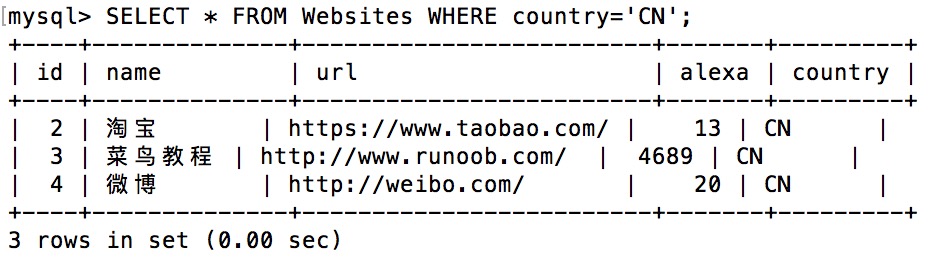 mysql> SELECT * FROM Websites WHERE country='CN';
+----+--------------+---------------------------+-------+---------+
| id | name         | url                       | alexa | country |
+----+--------------+---------------------------+-------+---------+
|  2 | 淘宝       | https://www.taobao.com/ |    13 | CN      |
|  3 | 菜鸟教程 | http://www.runoob.com/  |  4689 | CN      |
|  4 | 微博       | http://weibo.com/       |    20 | CN      |
+----+--------------+---------------------------+-------+---------+
3 rows in set (0.00 sec)